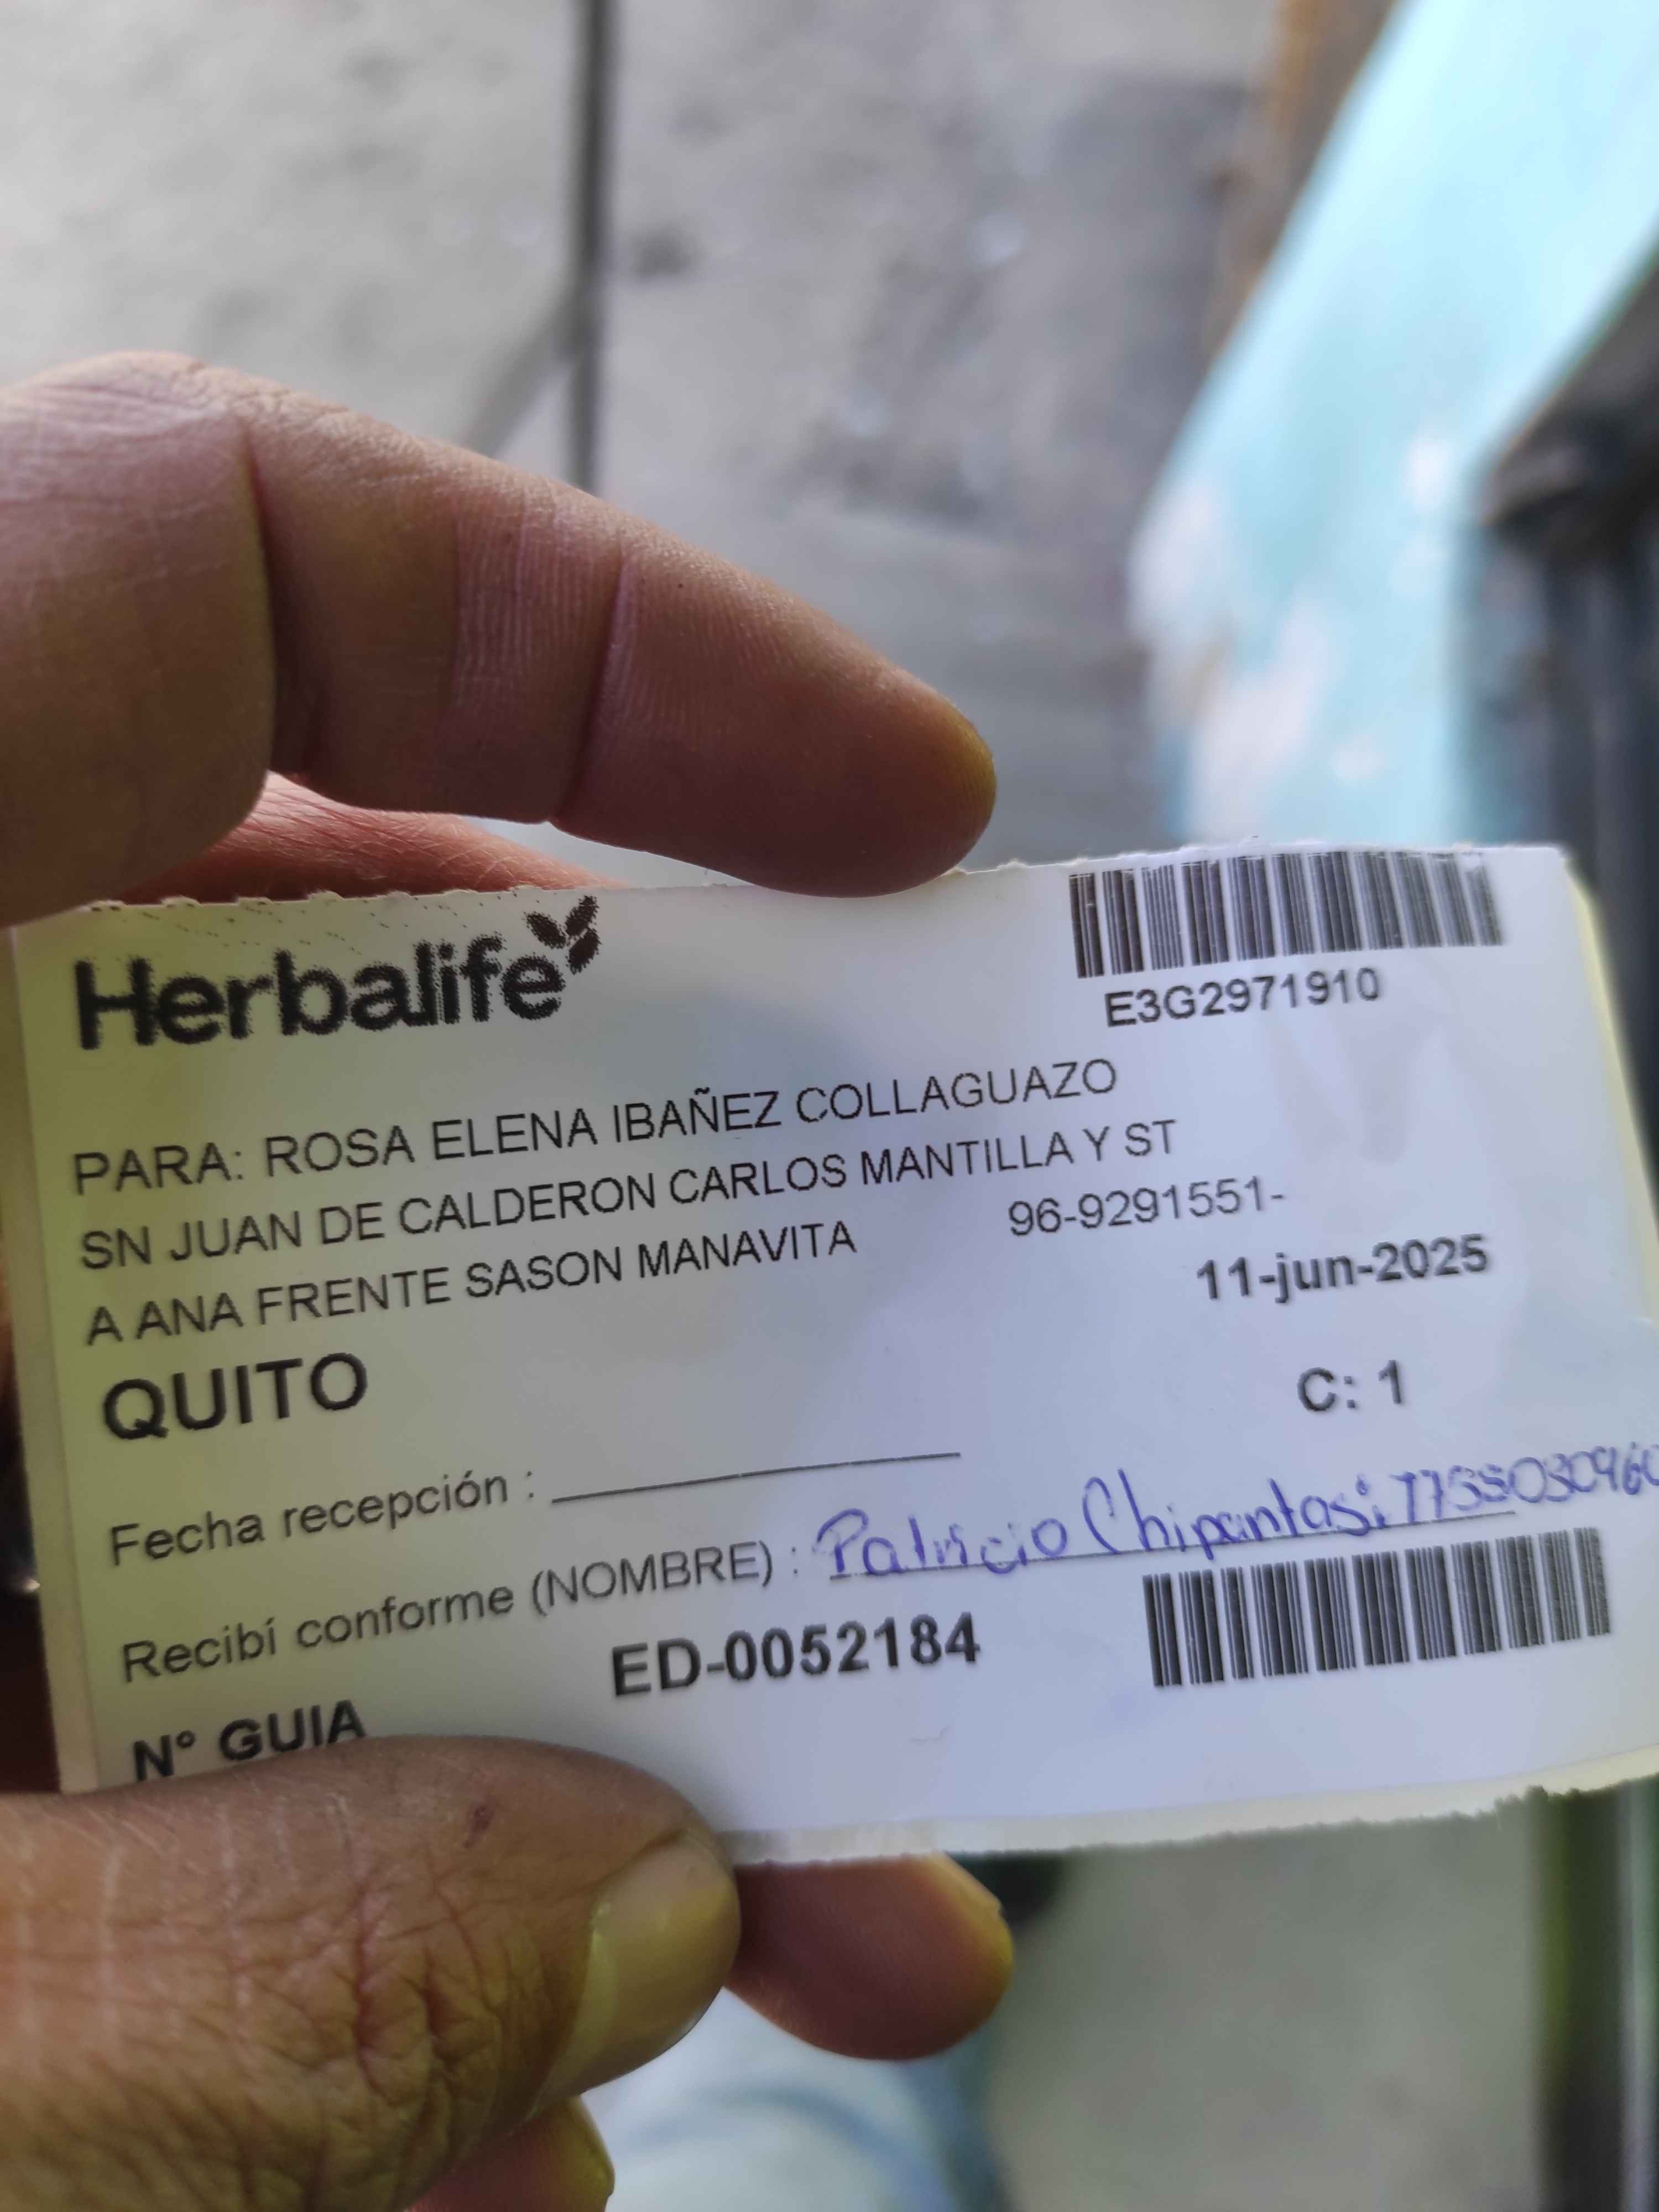 Herbalife
E3G2971910
PARA: ROSA ELENA IBAÑEZ COLLAGUAZO
SN JUAN DE CALDERON CARLOS MANTILLA Y ST
A ANA FRENTE SASON MANAVITA 96-9291551-
11-jun-2025
QUITO
C: 1
Fecha recepción :
Recibí conforme (NOMBRE) : Patricio Chipantasi
N° GUIA ED-0052184